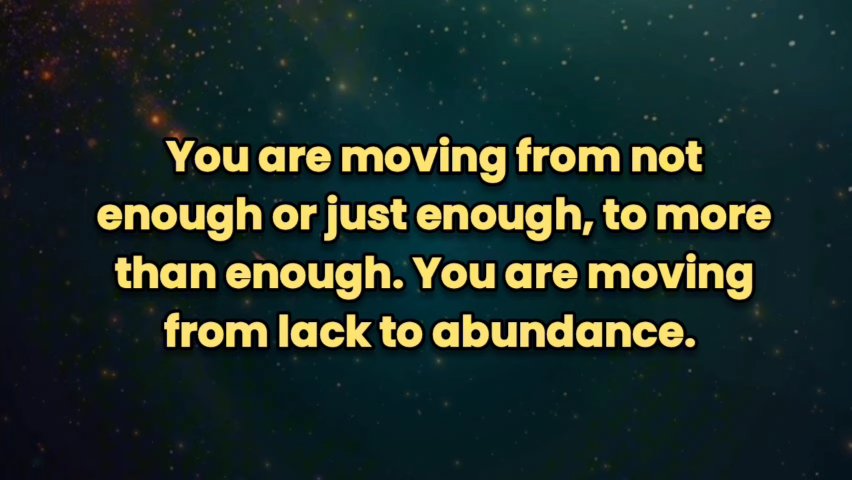 You are moving from not
enough or just enough, to more
than enough. You are moving
from lack to abundance.